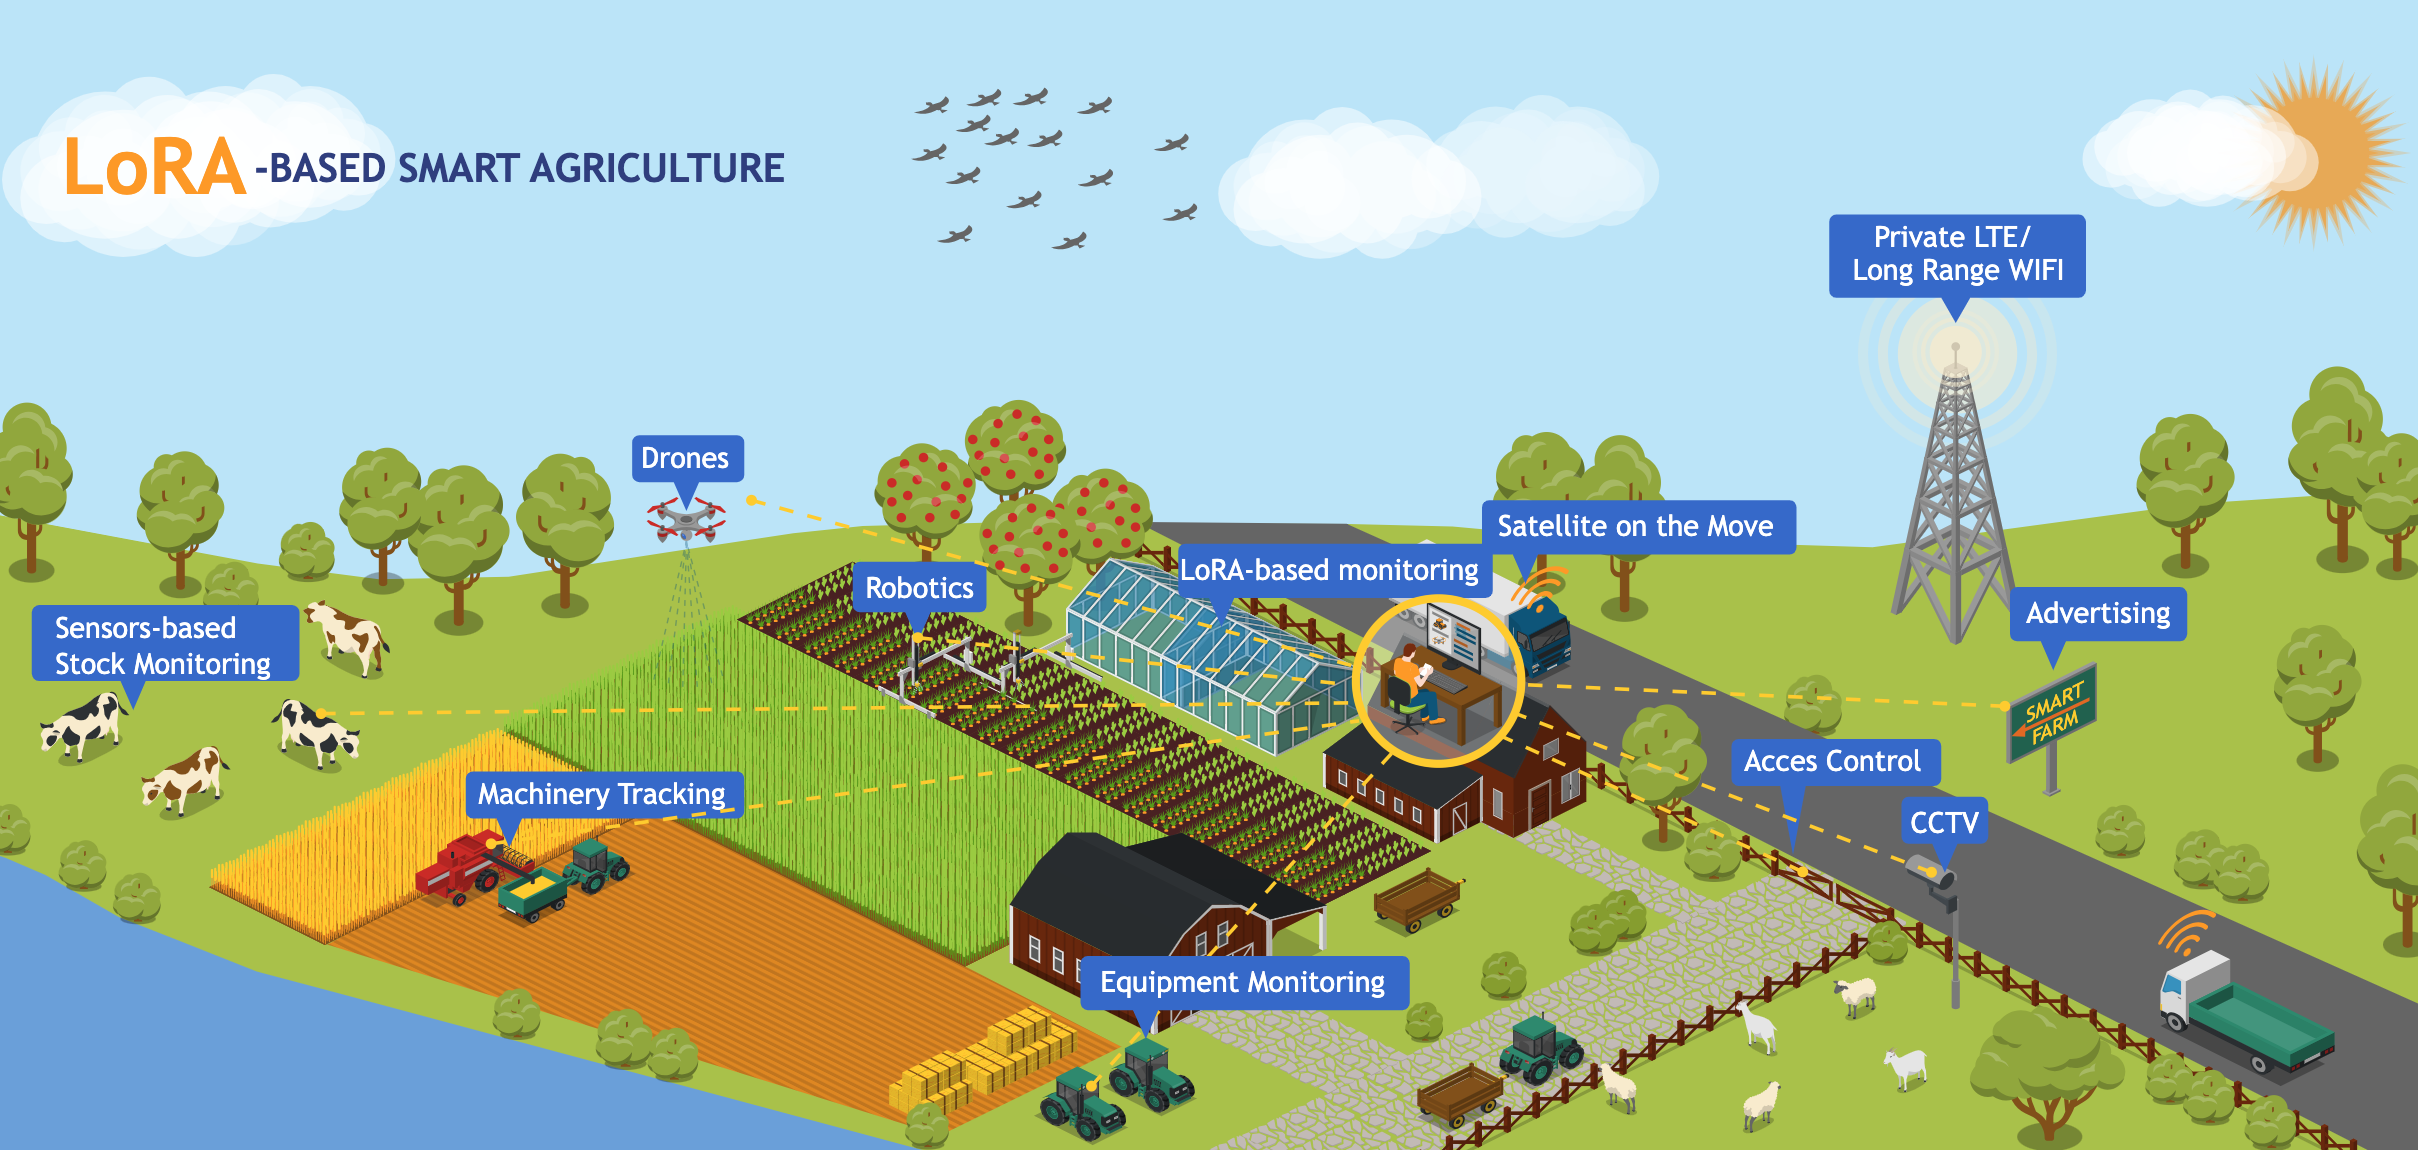 LoRA-BASED SMART AGRICULTURE
Private LTE/
Long Range WIFI
Drones
Satellite on the Move
LoRA-based monitoring
Robotics
Advertising
Sensors-based
Stock Monitoring
SMART
FARM
Acces Control
Machinery Tracking
CCTV
Equipment Monitoring